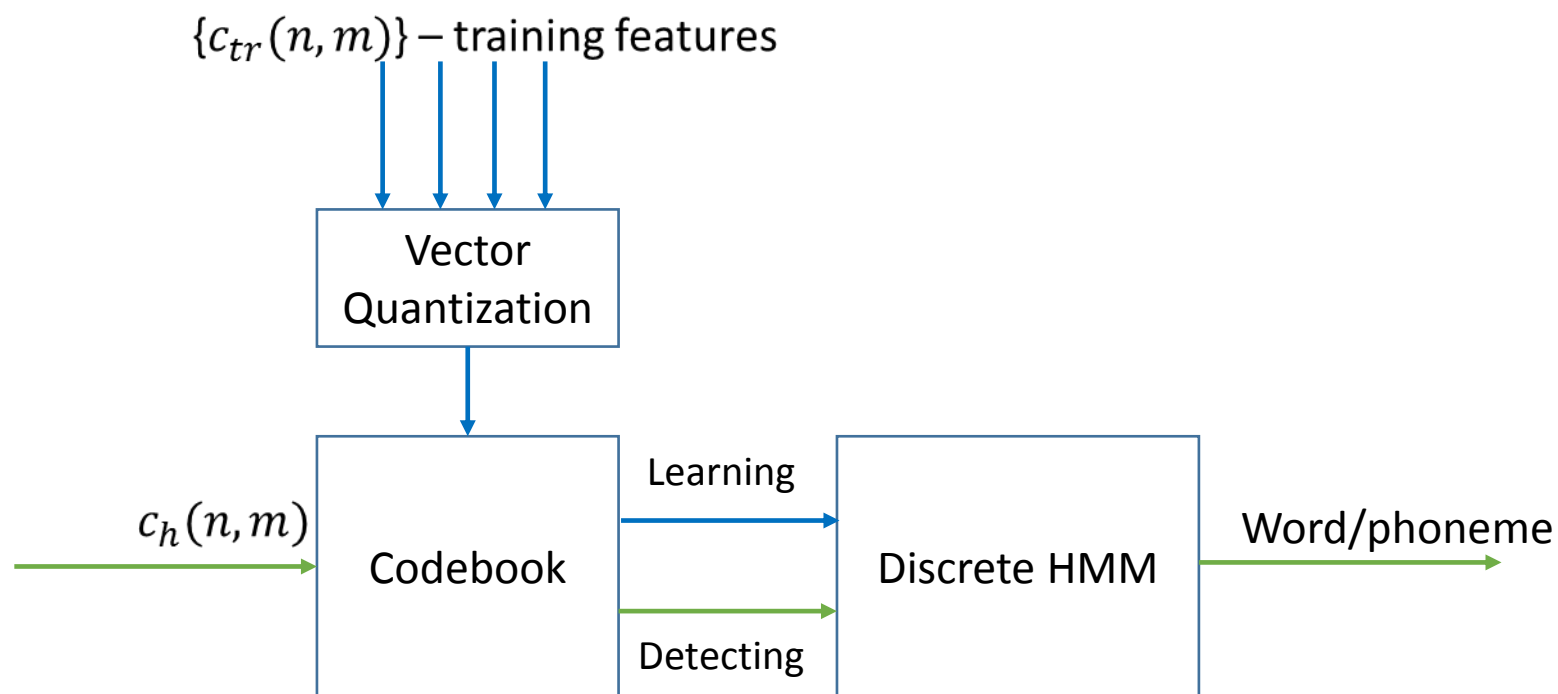 {c_tr(n, m)} – training features
Vector
Quantization
Learning
c_h(n, m)
Codebook
Discrete HMM
Word/phoneme
Detecting